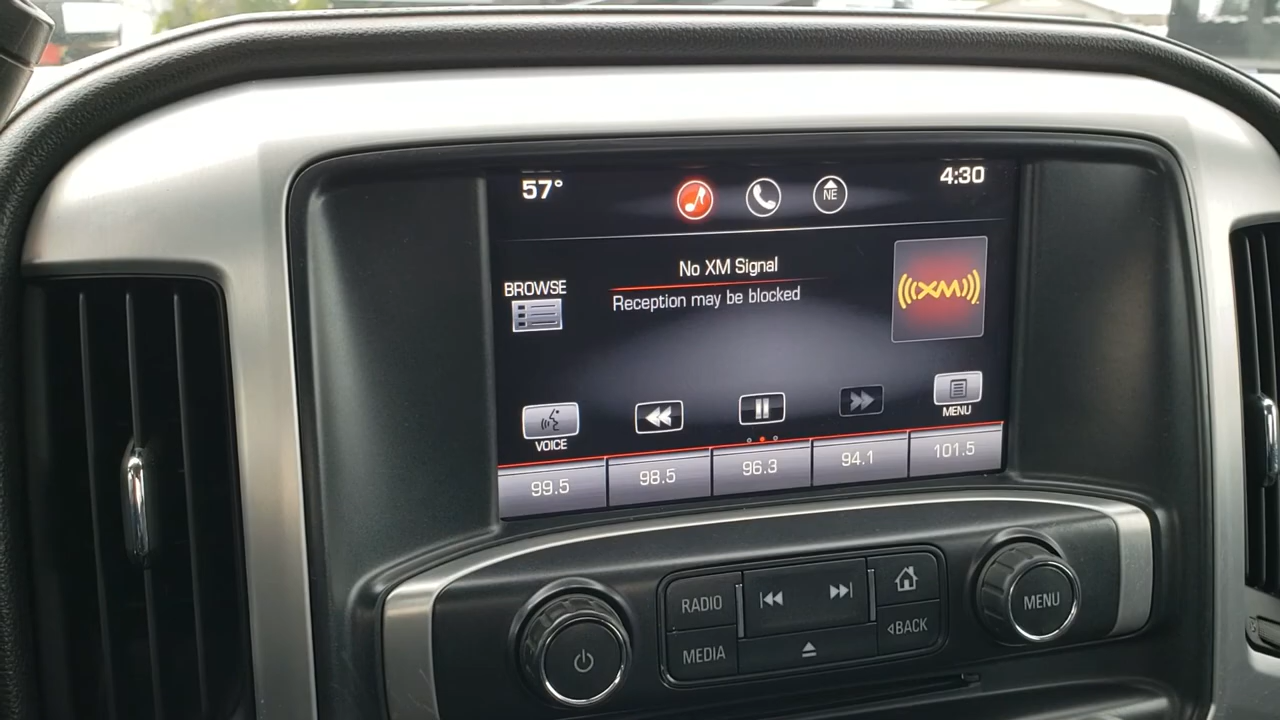 57°
NE
4:30
No XM Signal
Reception may be blocked
BROWSE
((XM))
VOICE
MENU
99.5
98.5
96.3
94.1
101.5
RADIO
MEDIA
BACK
MENU